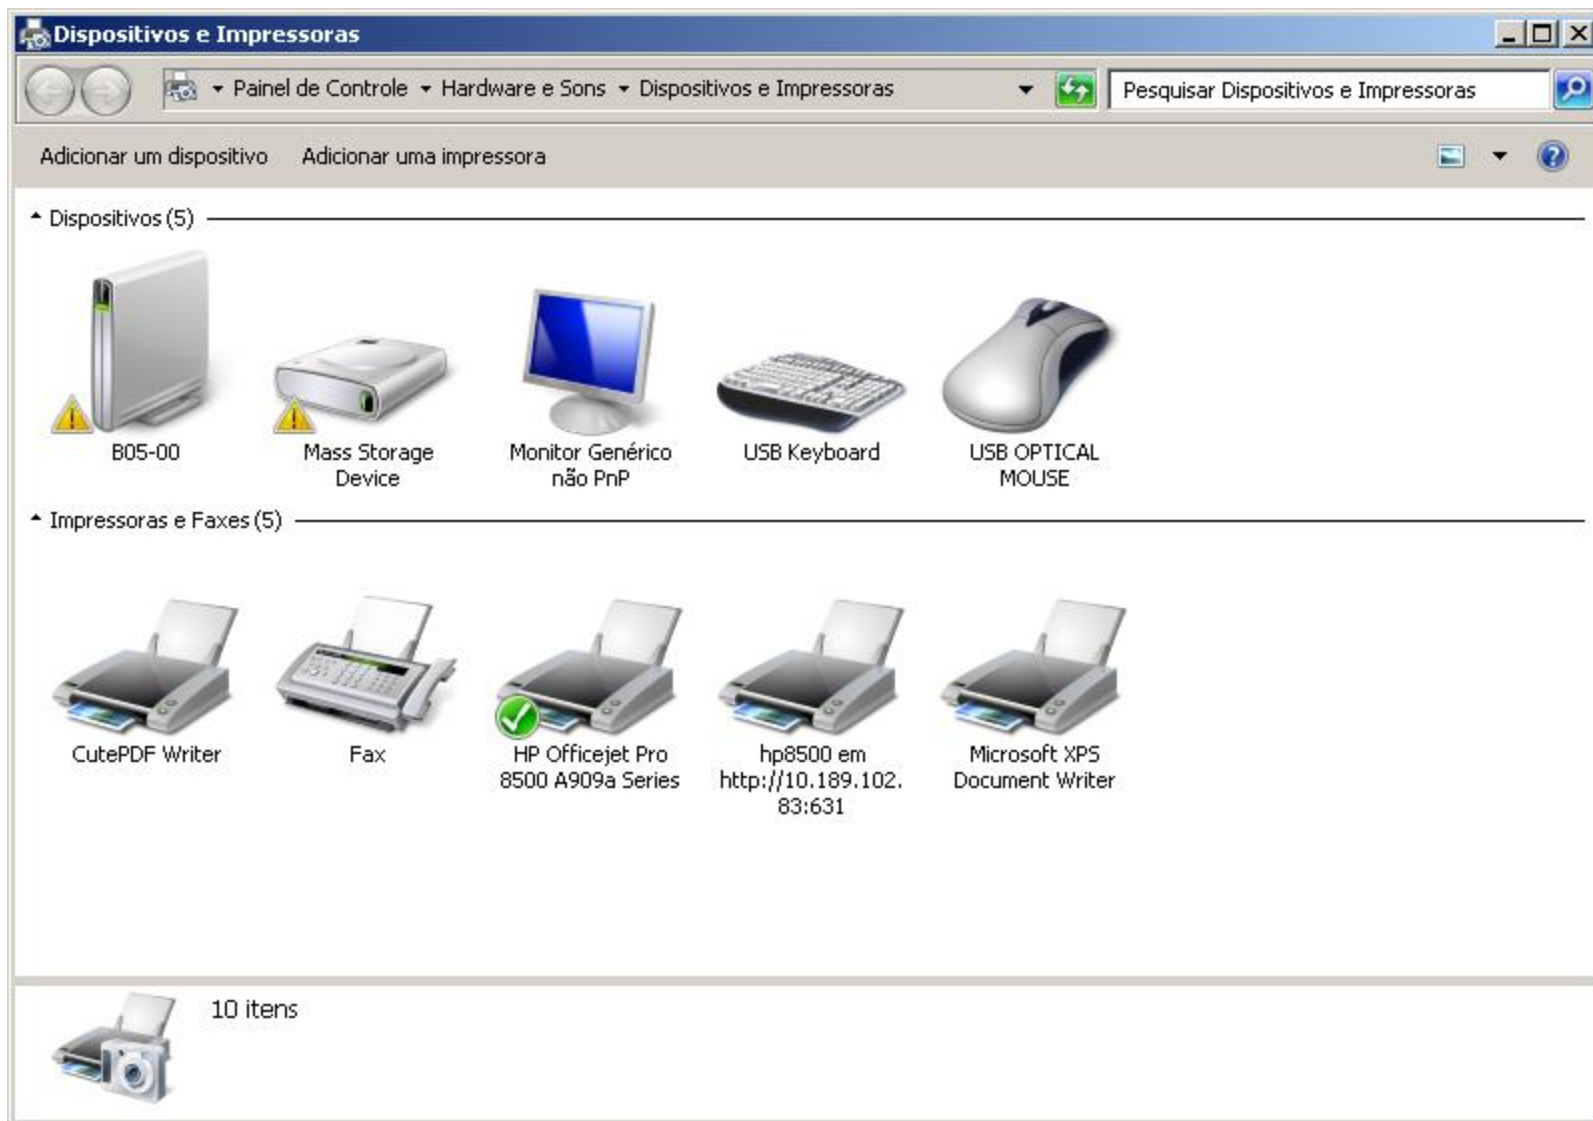 Dispositivos e Impressoras
Painel de Controle Hardware e Sons Dispositivos e Impressoras
Pesquisar Dispositivos e Impressoras
Adicionar um dispositivo Adicionar uma impressora
Dispositivos (5)
B05-00
Mass Storage
Device
Monitor Genérico
não PnP
USB Keyboard
USB OPTICAL
MOUSE
Impressoras e Faxes (5)
CutePDF Writer
Fax
HP Officejet Pro
8500 A909a Series
hp8500 em
http://10.189.102.
83:631
Microsoft XPS
Document Writer
10 itens